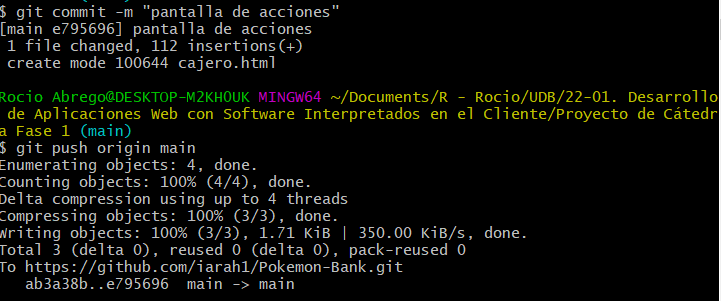 $ git commit -m "pantalla de acciones"
[main e795696] pantalla de acciones
 1 file changed, 112 insertions(+)
 create mode 100644 cajero.html
Rocio Abrego@DESKTOP-M2KH0UK MINGW64 ~/Documents/R - Rocio/UDB/22-01. Desarrollo
 de Aplicaciones Web con Software Interpretados en el Cliente/Proyecto de Cátedr
a Fase 1 (main)
$ git push origin main
Enumerating objects: 4, done.
Counting objects: 100% (4/4), done.
Delta compression using up to 4 threads
Compressing objects: 100% (3/3), done.
Writing objects: 100% (3/3), 1.71 KiB | 350.00 KiB/s, done.
Total 3 (delta 0), reused 0 (delta 0), pack-reused 0
To https://github.com/iarah1/Pokemon-Bank.git
   ab3a38b..e795696  main -> main